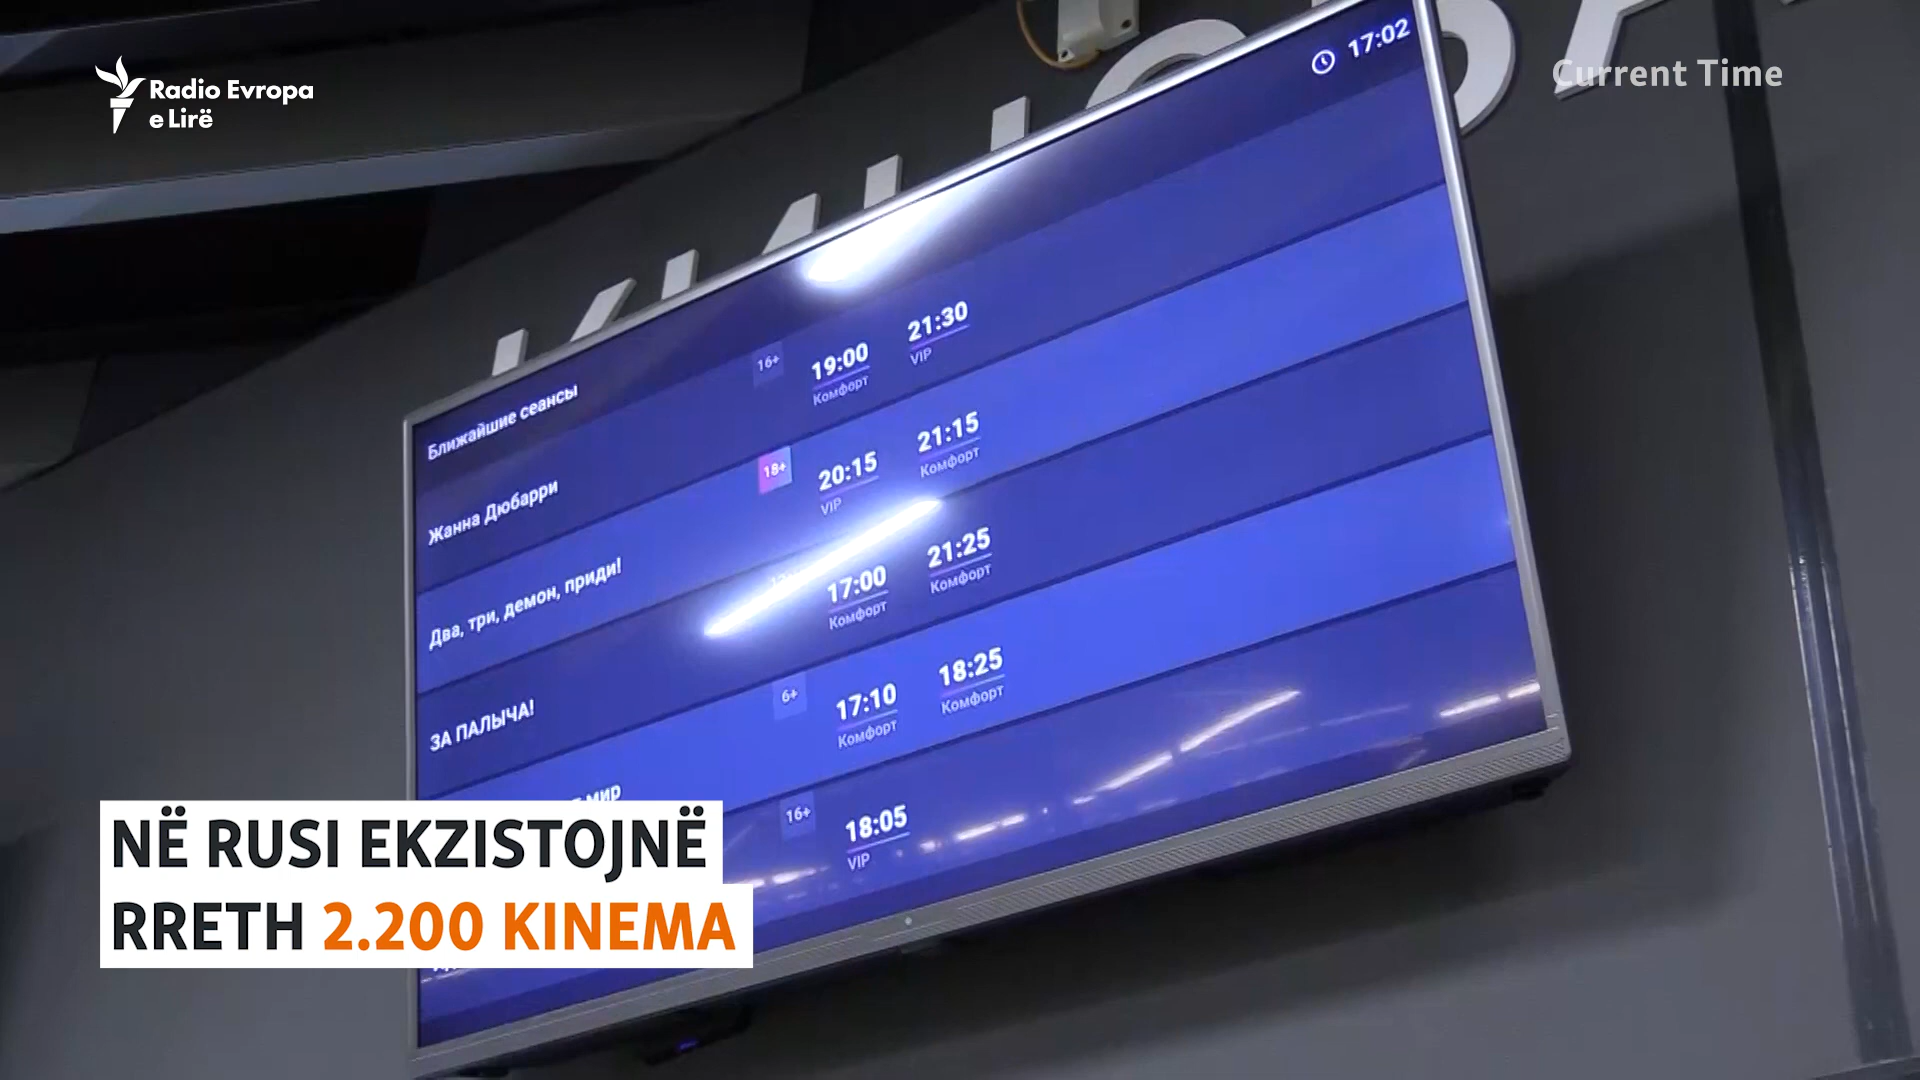 Radio Evropa
e Lirë
Current Time
17:02
Ближайшие сеансы
Жанна Дюбарри
16+
19:00
Комфорт
21:30
VIP
Два, три, демон, приди!
18+
20:15
VIP
21:15
Комфорт
ЗА ПАЛЫЧА!
17:00
Комфорт
21:25
Комфорт
мир
6+
17:10
Комфорт
18:25
Комфорт
16+
18:05
VIP
NË RUSI EKZISTOJNË
RRETH 2.200 KINEMA